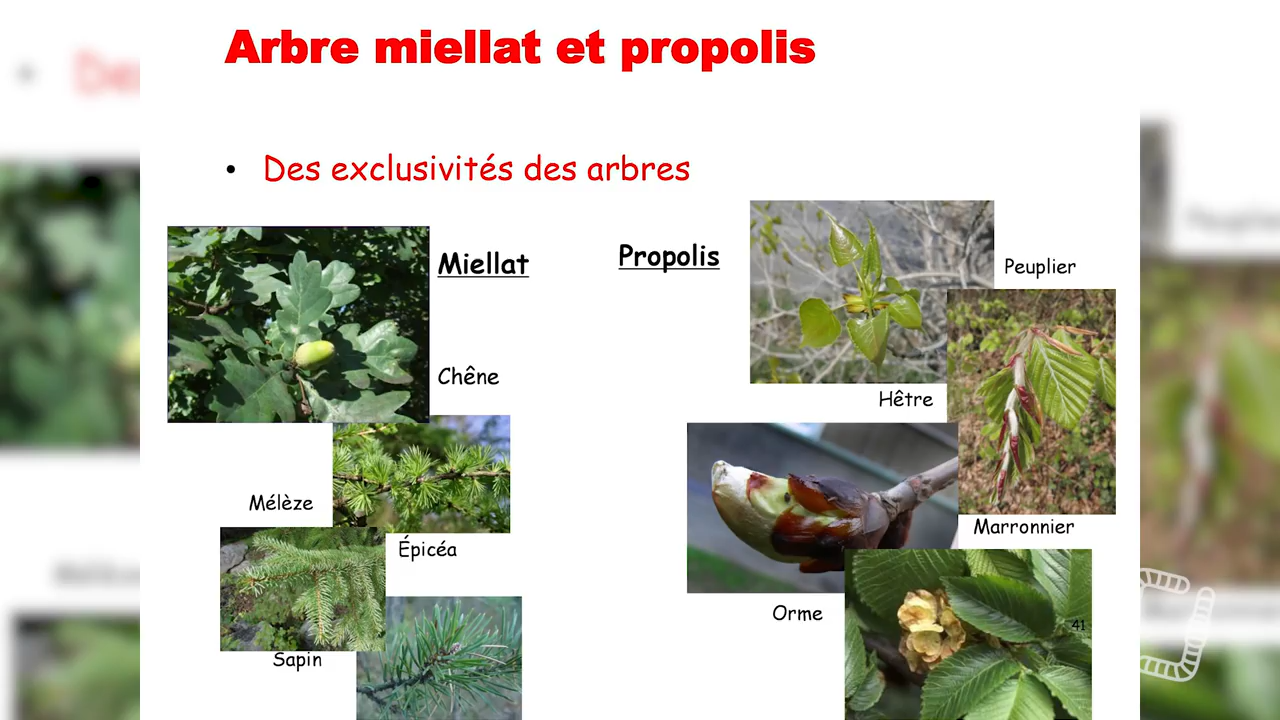 Arbre miellat et propolis
• Des exclusivités des arbres
Miellat
Chêne
Mélèze
Épicéa
Sapin
Propolis
Peuplier
Hêtre
Marronnier
Orme
41